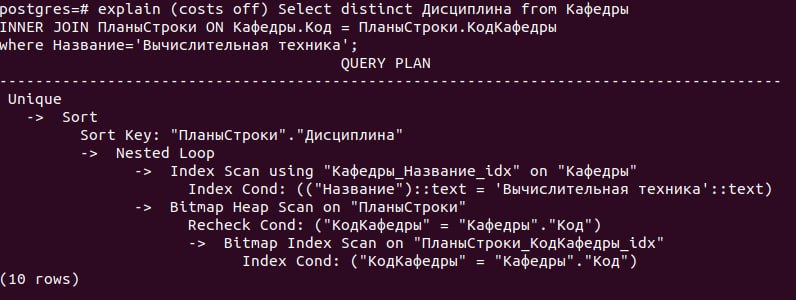 postgres=# explain (costs off) Select distinct Дисциплина from Кафедры
INNER JOIN ПланыСтроки ON Кафедры.Код = ПланыСтроки.КодКафедры
where Название='Вычислительная техника';
QUERY PLAN
--------------------------------------------------------------------------------------
Unique
-> Sort
Sort Key: "ПланыСтроки"."Дисциплина"
-> Nested Loop
-> Index Scan using "Кафедры_Название_idx" on "Кафедры"
Index Cond: (("Название")::text = 'Вычислительная техника'::text)
-> Bitmap Heap Scan on "ПланыСтроки"
Recheck Cond: ("КодКафедры" = "Кафедры"."Код")
-> Bitmap Index Scan on "ПланыСтроки_КодКафедры_idx"
Index Cond: ("КодКафедры" = "Кафедры"."Код")
(10 rows)